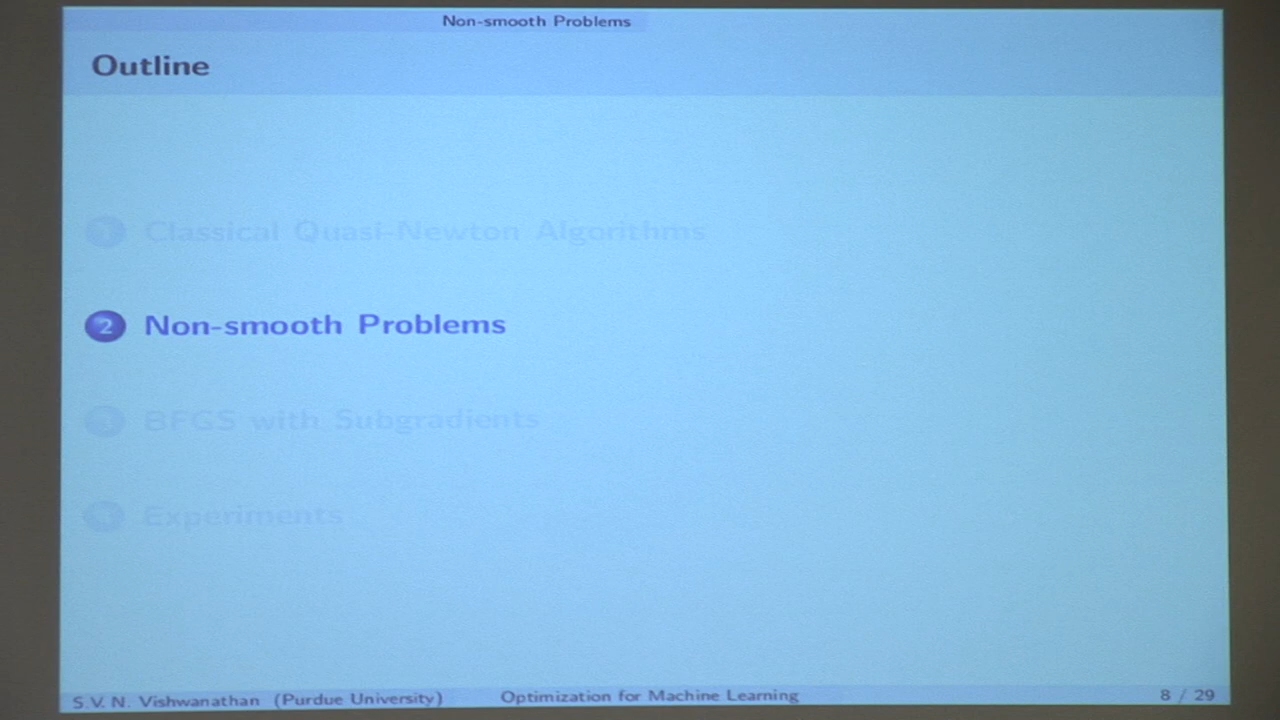 Non-smooth Problems
Outline
1 Classical Quasi-Newton Algorithms
2 Non-smooth Problems
3 BFGS with Subgradients
4 Experiments
S.V. N. Vishwanathan (Purdue University) Optimization for Machine Learning 8 / 29